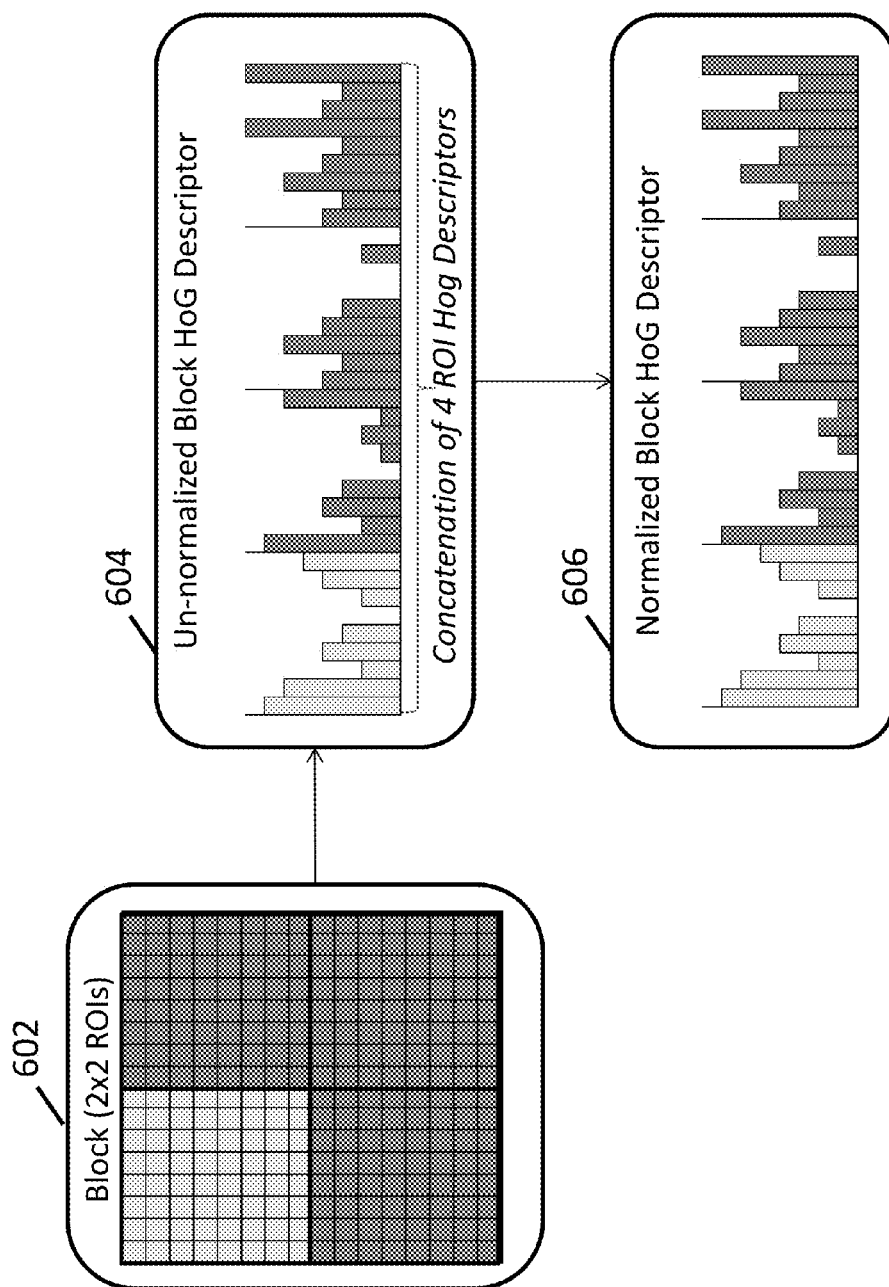 602
Block (2x2 ROIs)
604
Un-normalized Block HoG Descriptor
Concatenation of 4 ROI Hog Descriptors
606
Normalized Block HoG Descriptor